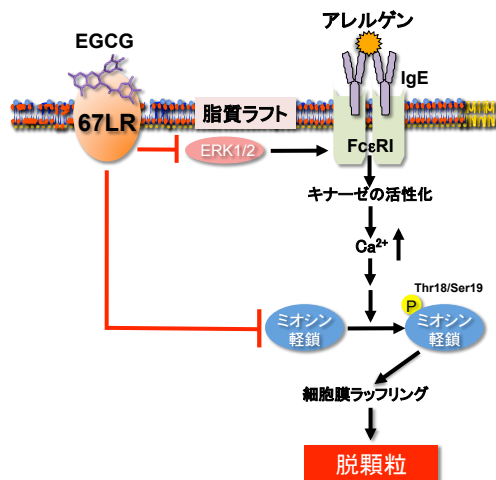 アレルゲン
EGCG
IgE
67LR
脂質ラフト
ERK1/2
FcεRI
キナーゼの活性化
Ca²⁺
Thr18/Ser19
P
ミオシン
軽鎖
ミオシン
軽鎖
細胞膜ラッフリング
脱顆粒